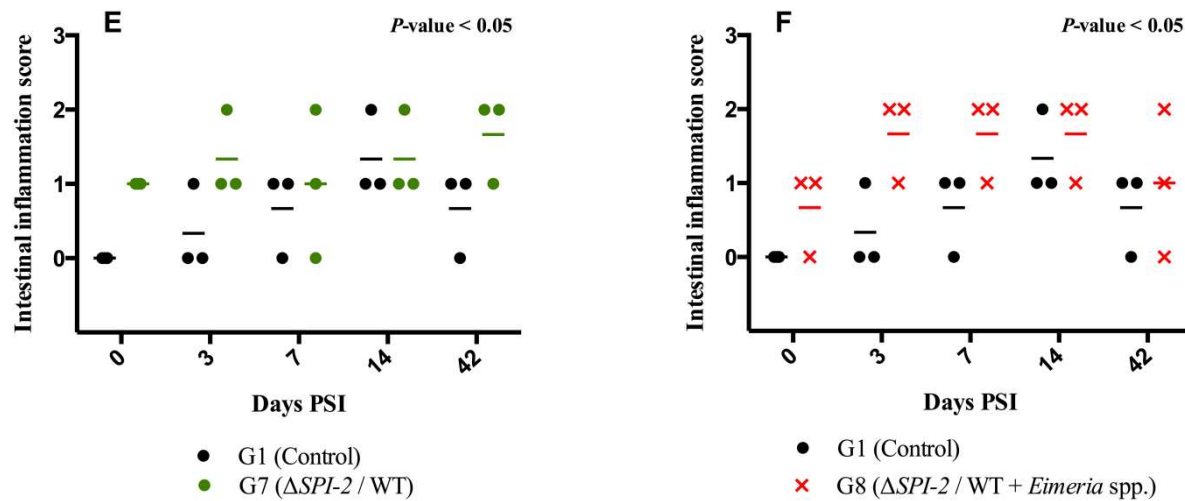 E
P-value < 0.05
Intestinal inflammation score
3
2
1
0
0
3
7
14
42
Days PSI
G1 (Control)
G7 (ΔSPI-2 / WT)
F
P-value < 0.05
Intestinal inflammation score
3
2
1
0
0
3
7
14
42
Days PSI
G1 (Control)
G8 (ΔSPI-2 / WT + Eimeria spp.)